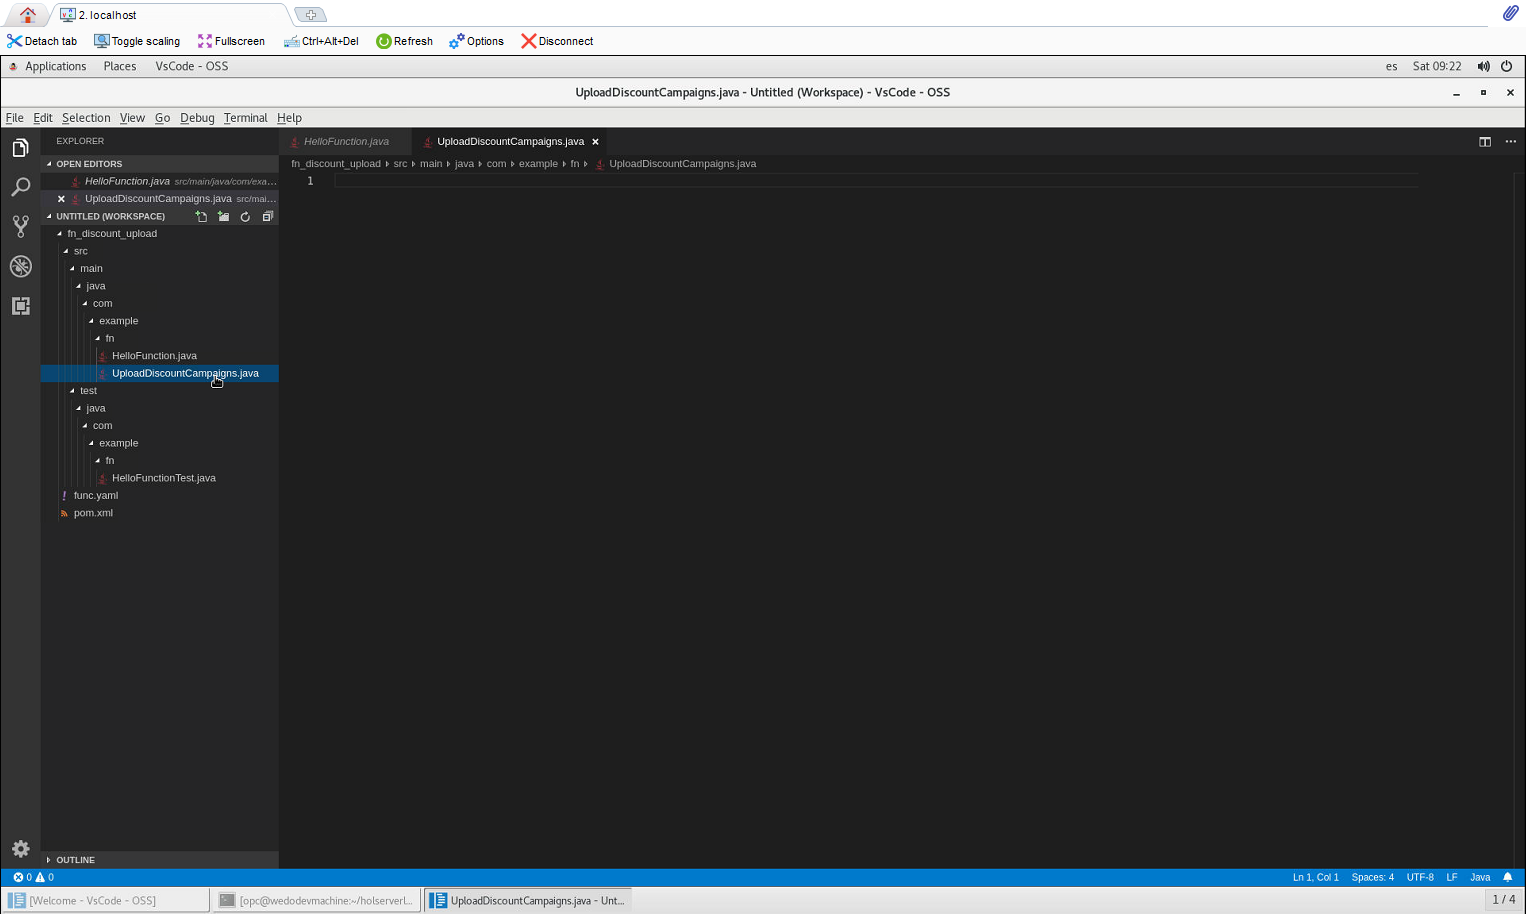 2. localhost
Detach tab Toggle scaling Fullscreen Ctrl+Alt+Del Refresh Options Disconnect
Applications Places VsCode - OSS es Sat 09:22
UploadDiscountCampaigns.java - Untitled (Workspace) - VsCode - OSS
File Edit Selection View Go Debug Terminal Help
EXPLORER
HelloFunction.java UploadDiscountCampaigns.java
OPEN EDITORS
fn_discount_upload src main java com example fn UploadDiscountCampaigns.java
HelloFunction.java src/main/java/com/exa...
1
UploadDiscountCampaigns.java src/mai...
UNTITLED (WORKSPACE)
fn_discount_upload
src
main
java
com
example
fn
HelloFunction.java
UploadDiscountCampaigns.java
test
java
com
example
fn
HelloFunctionTest.java
! func.yaml
pom.xml
OUTLINE
0 0 Ln 1, Col 1 Spaces: 4 UTF-8 LF Java
[Welcome - VsCode - OSS] [opc@wedodevmachine:~/holserverl... UploadDiscountCampaigns.java - Unt... 1 / 4